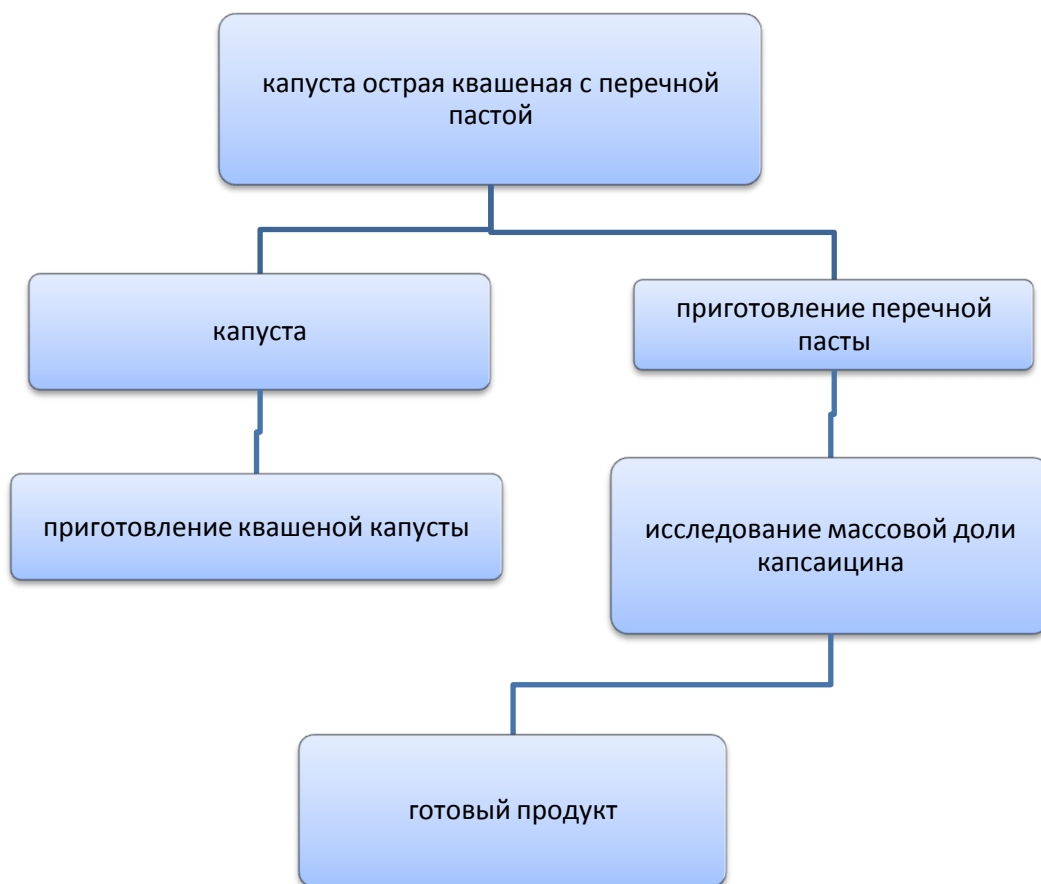 капуста острая квашеная с перечной
пастой
капуста
приготовление перечной
пасты
приготовление квашеной капусты
исследование массовой доли
капсаицина
готовый продукт